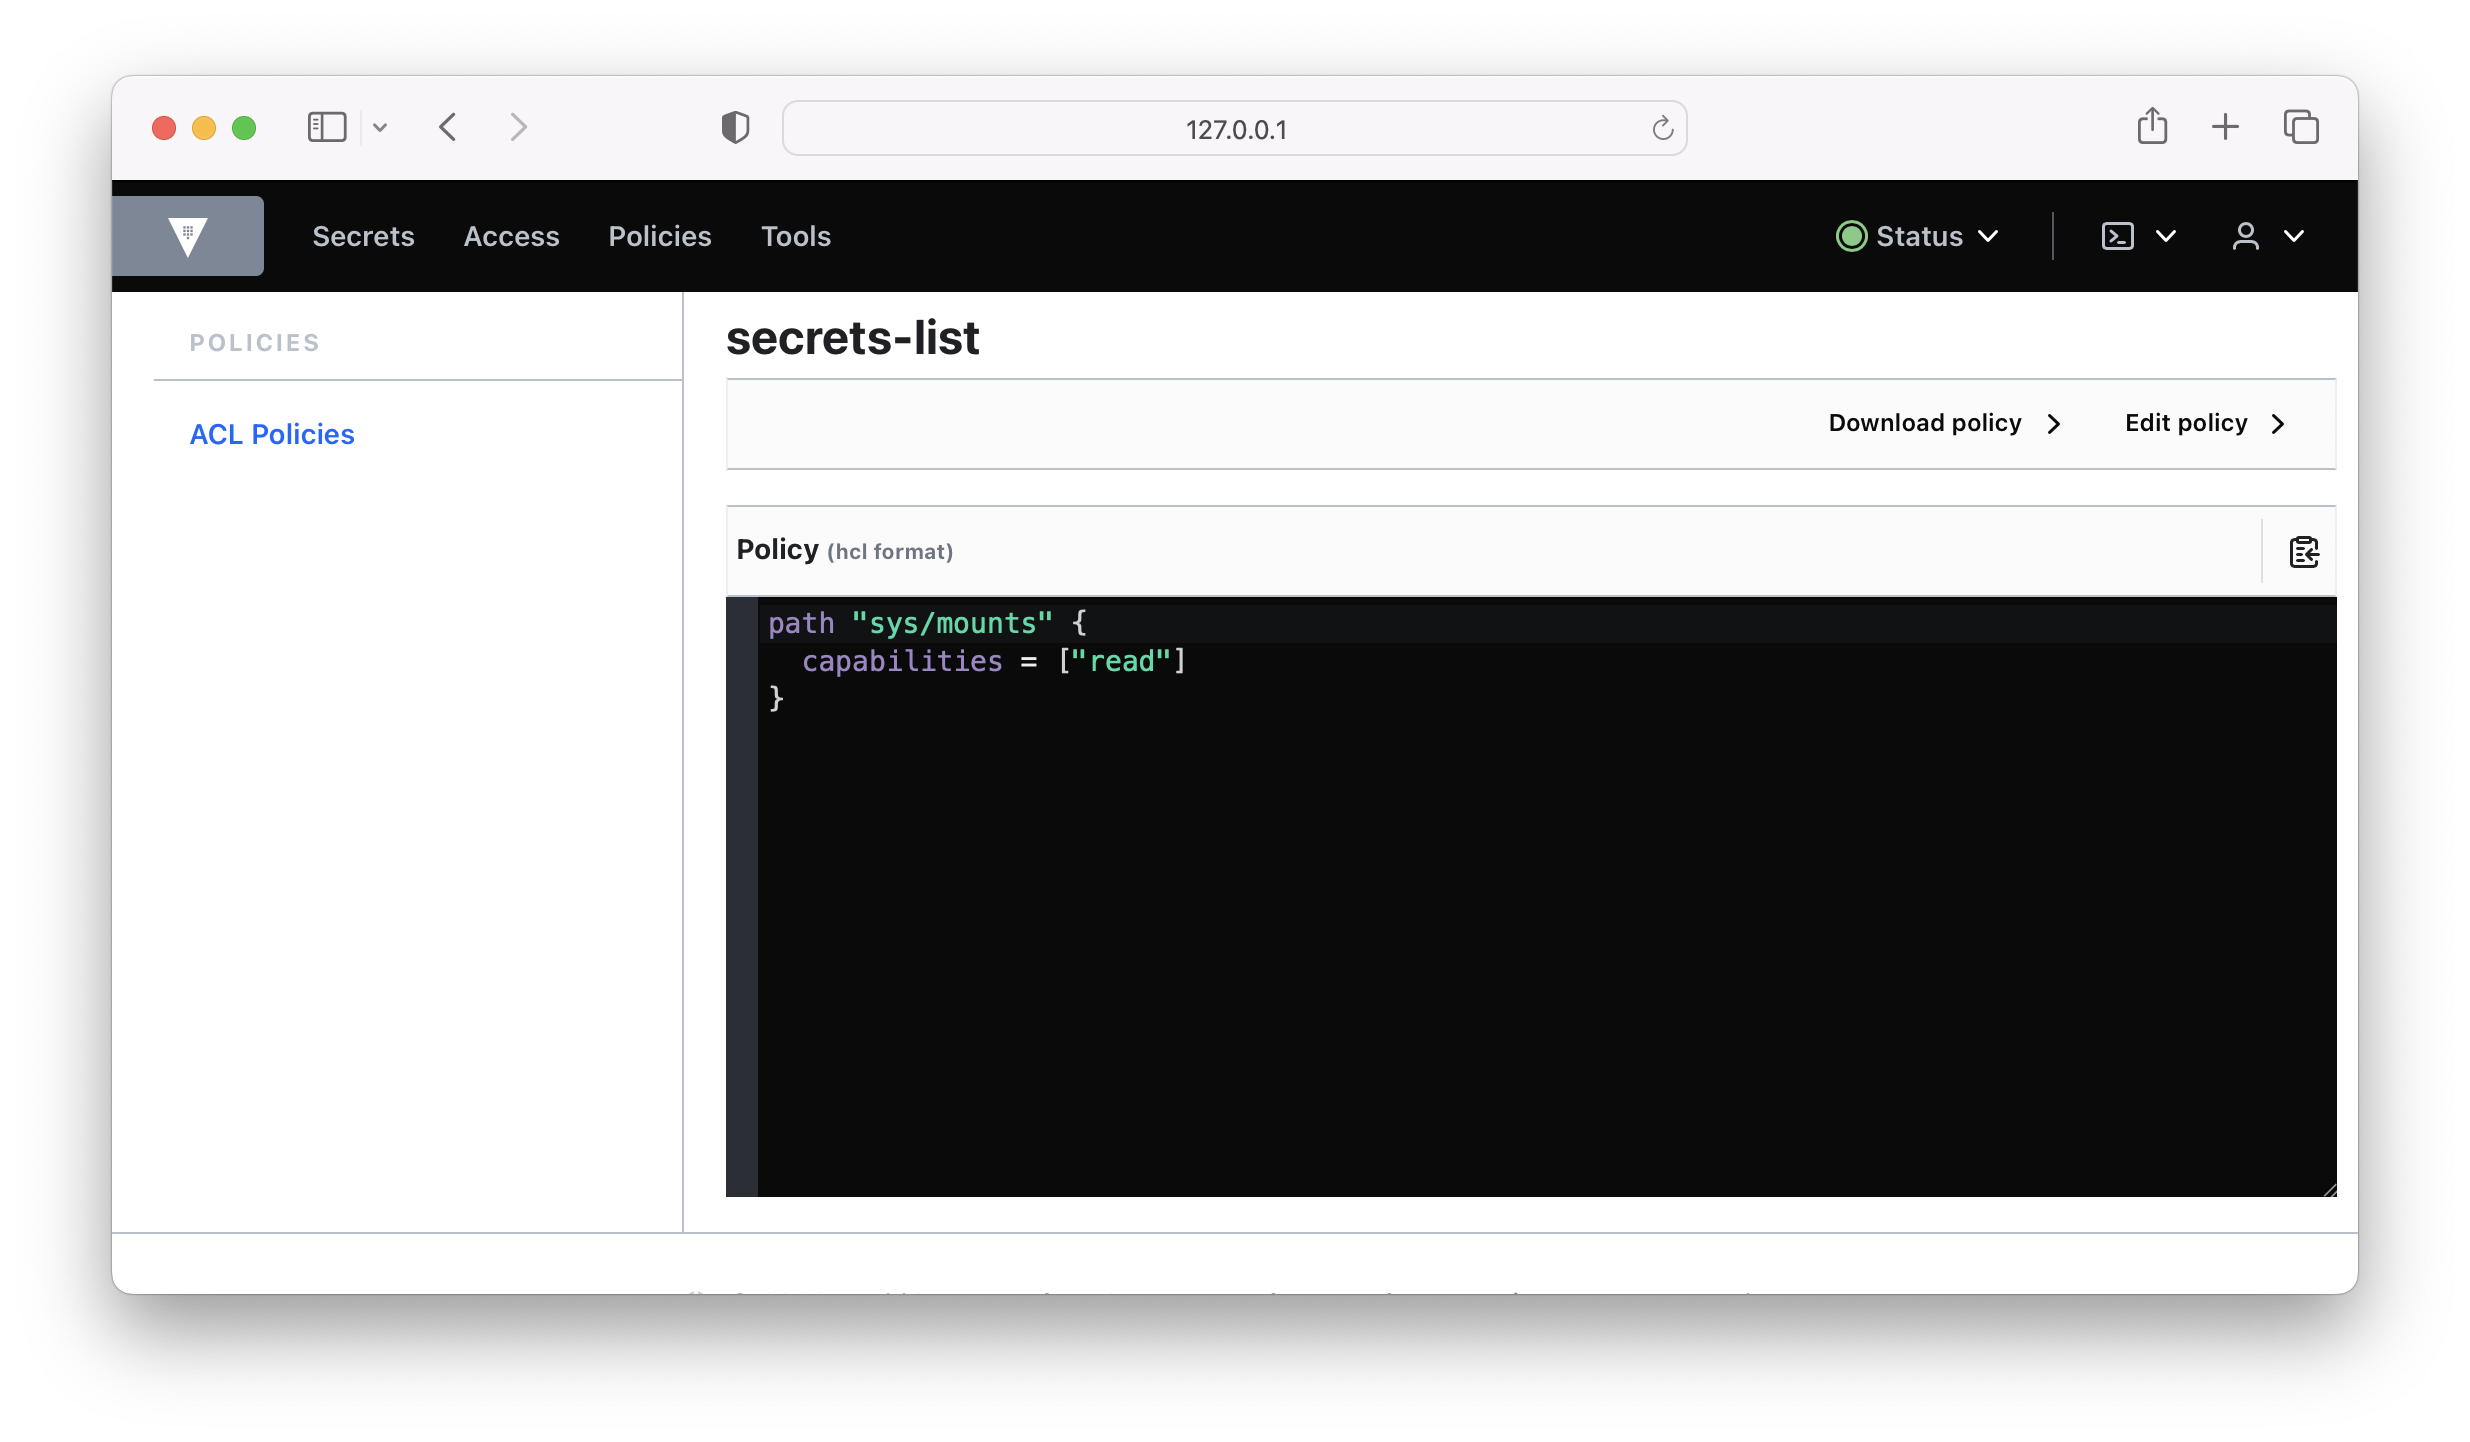 127.0.0.1
Secrets Access Policies Tools Status
POLICIES
ACL Policies
secrets-list
Download policy Edit policy
Policy (hcl format)
path "sys/mounts" {
  capabilities = ["read"]
}